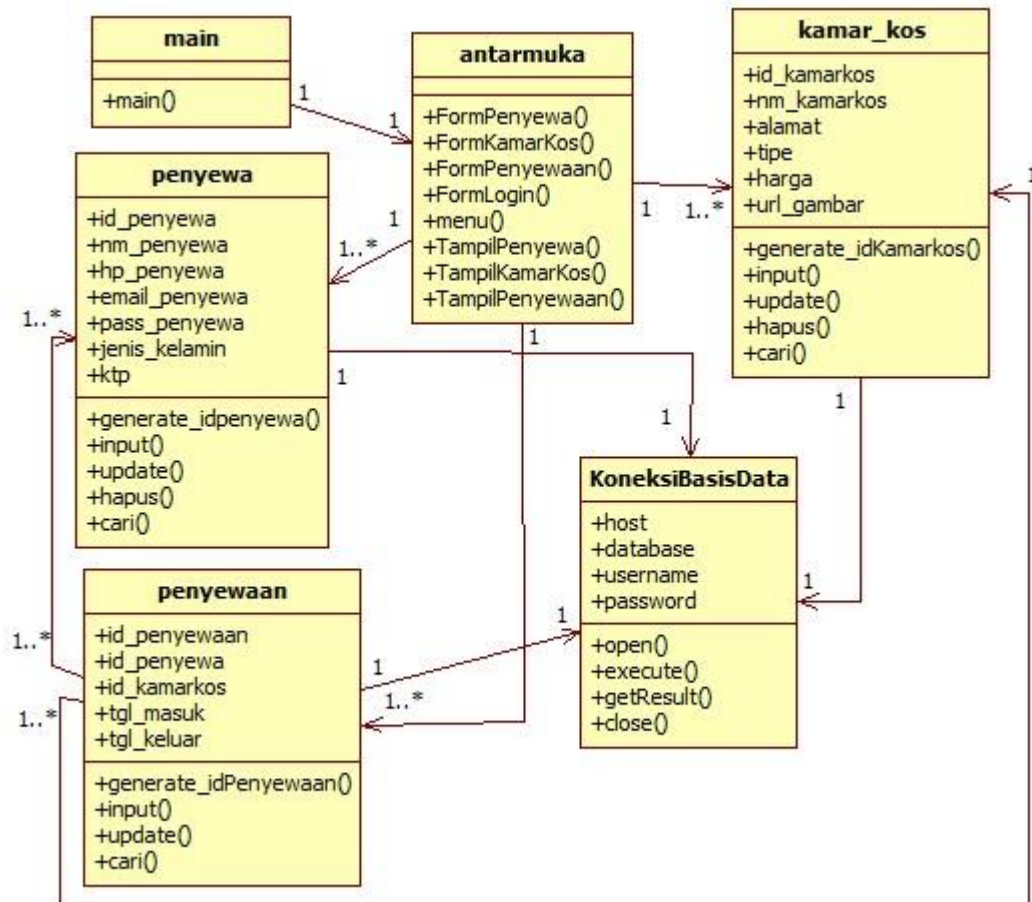 main
+main()
1
1
antarmuka
+FormPenyewa()
+FormKamarKos()
+FormPenyewaan()
+FormLogin()
+menu()
+TampilPenyewa()
+TampilKamarKos()
+TampilPenyewaan()
kamar_kos
+id_kamarkos
+nm_kamarkos
+alamat
+tipe
+harga
+url_gambar
+generate_idKamarkos()
+input()
+update()
+hapus()
+cari()
1
1..*
1
1
1..*
penyewa
+id_penyewa
+nm_penyewa
+hp_penyewa
+email_penyewa
+pass_penyewa
+jenis_kelamin
+ktp
+generate_idpenyewa()
+input()
+update()
+hapus()
+cari()
1..*
1
1
1
1
1
KoneksiBasisData
+host
+database
+username
+password
+open()
+execute()
+getResult()
+close()
penyewaan
+id_penyewaan
+id_penyewa
+id_kamarkos
+tgl_masuk
+tgl_keluar
+generate_idPenyewaan()
+input()
+update()
+cari()
1..*
1..*
1
1
1..*